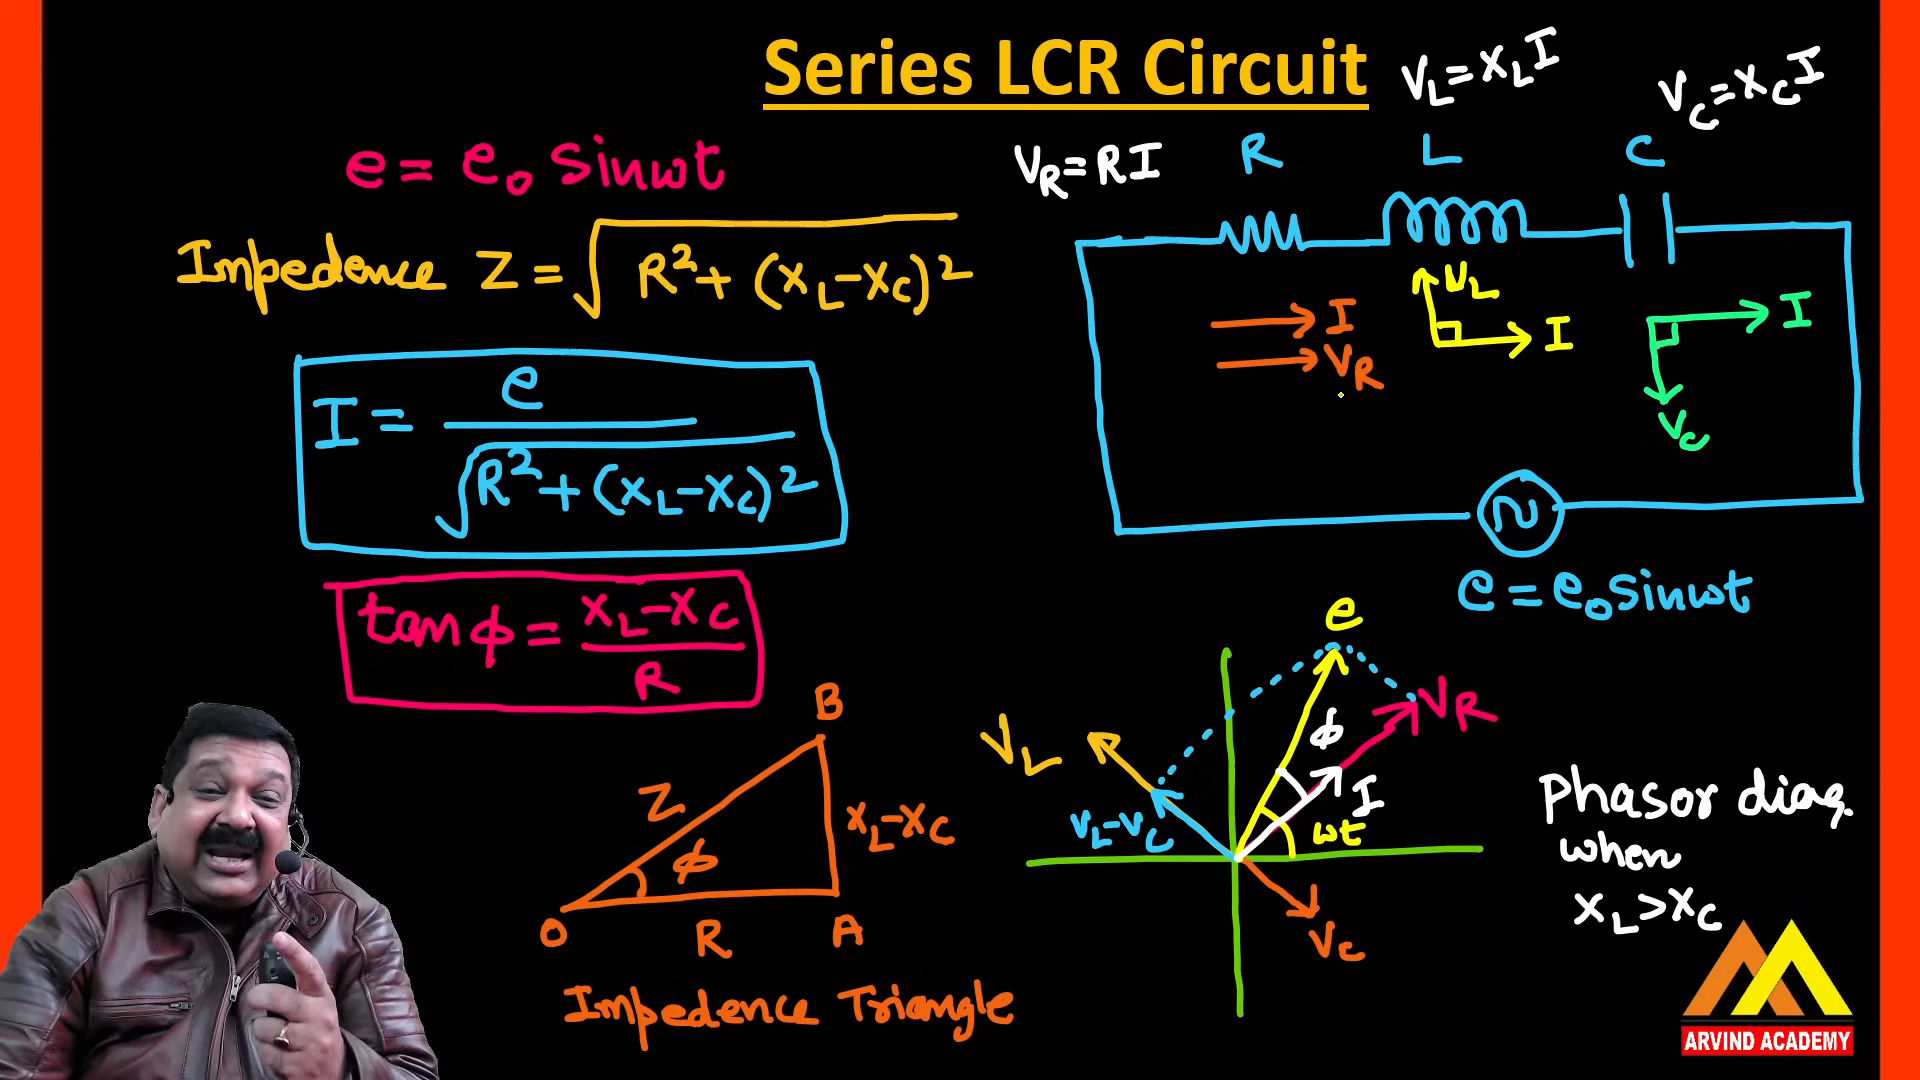 Series LCR Circuit
e = e₀ sinωt
Impedence Z = √(R² + (X_L-X_C)²)
I = e / √(R² + (X_L-X_C)²)
tan ϕ = (X_L-X_C) / R
V_R = RI
V_L = X_L I
V_C = X_C I
R
L
C
I
V_R
V_L
I
I
V_C
e = e₀ sinωt
B
Z
ϕ
X_L-X_C
O
R
A
Impedence Triangle
e
V_R
ϕ
V_L
I
V_L-V_C
ωt
V_C
Phasor diag.
when
X_L > X_C
ARVIND ACADEMY